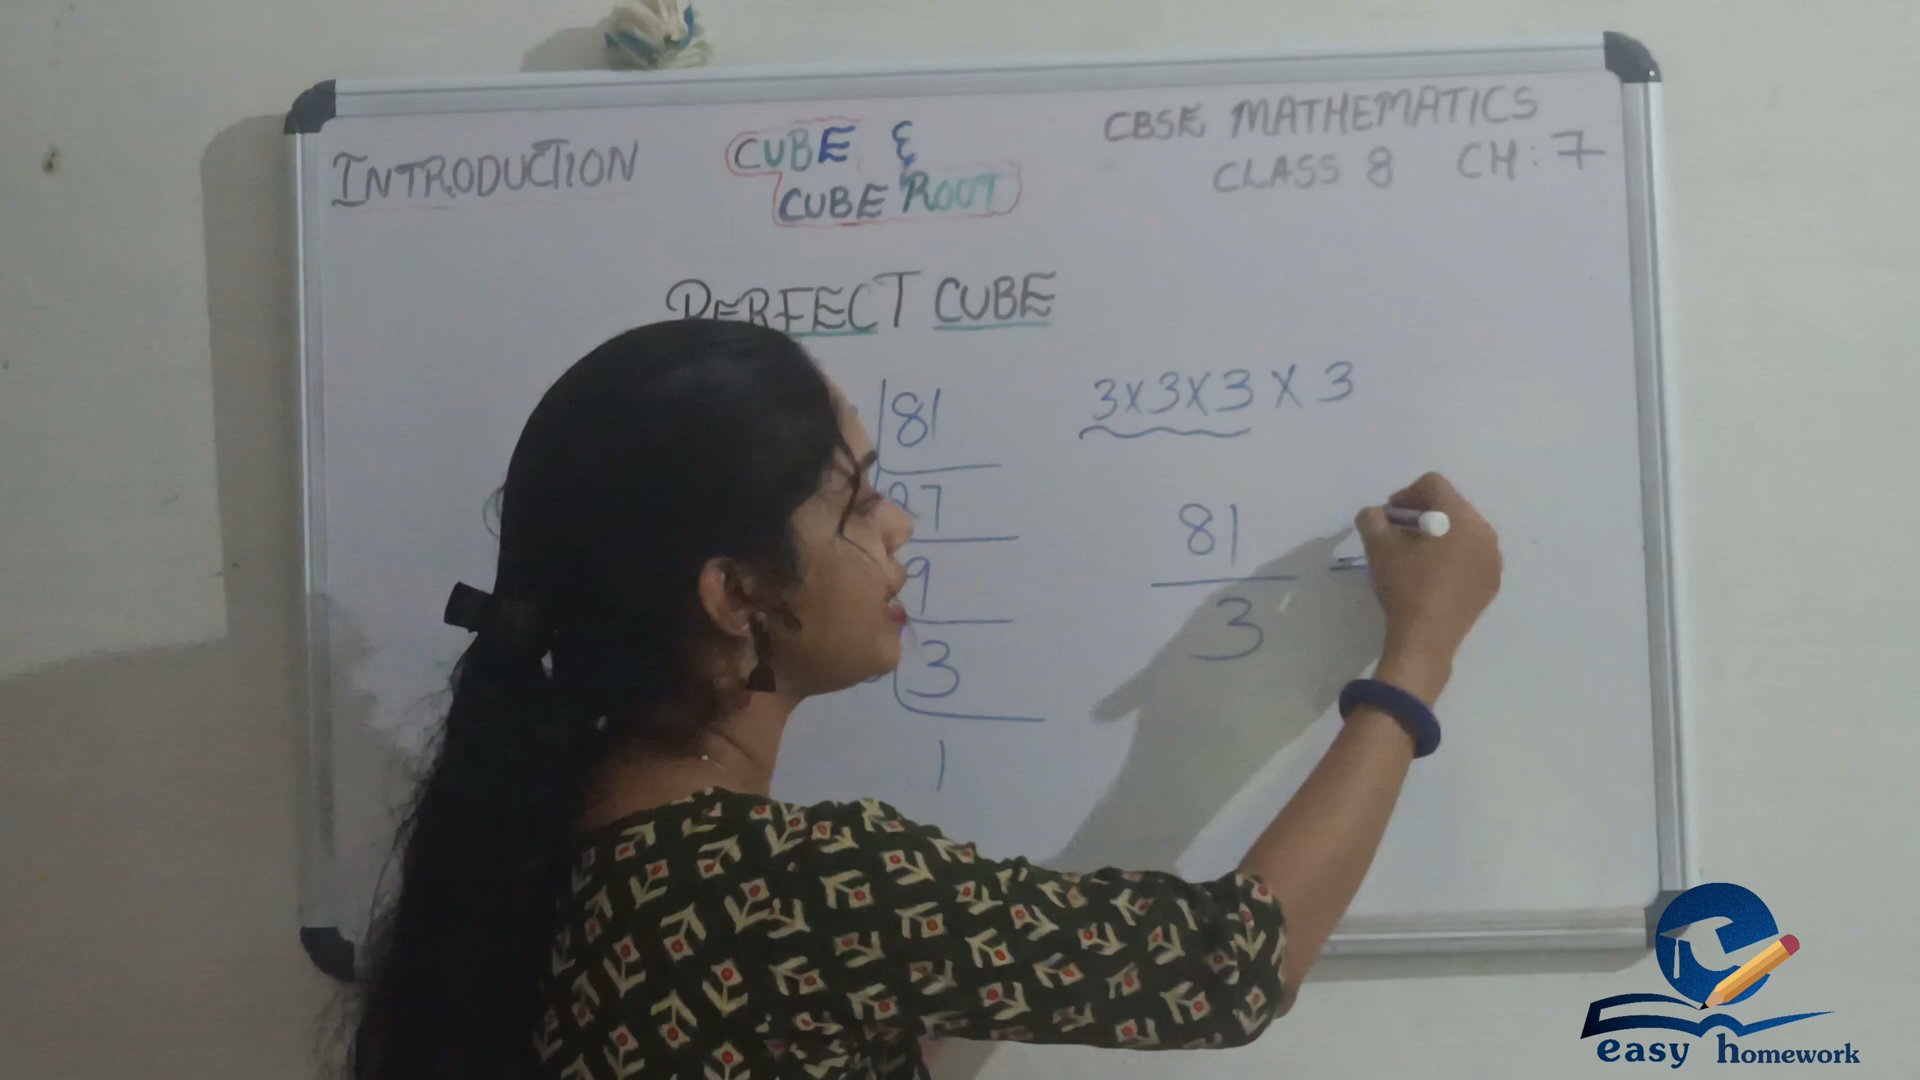 INTRODUCTION
CUBE &
CUBE ROOT
CBSE MATHEMATICS
CLASS 8 CH: 7
PERFECT CUBE
81
27
9
3
1
3x3x3 x 3
81
3
=
easy homework